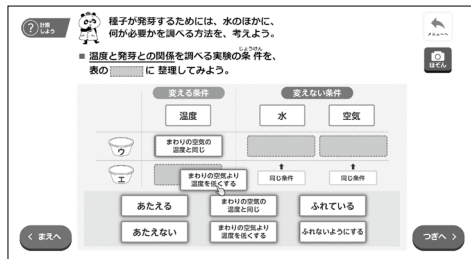 計画
しよう
種子が発芽するためには、水のほかに、
何が必要かを調べる方法を、考えよう。
メニューへ
■ 温度と発芽との関係を調べる実験の条件を、
じょうけん
表の に 整理してみよう。
ほぞん
変える条件
変えない条件
温度
水
空気
ウ
まわりの空気の
温度と同じ
エ
まわりの空気より
温度を低くする
同じ条件
同じ条件
あたえる
まわりの空気の
温度と同じ
ふれている
あたえない
まわりの空気より
温度を低くする
ふれないようにする
< まえへ
つぎへ >